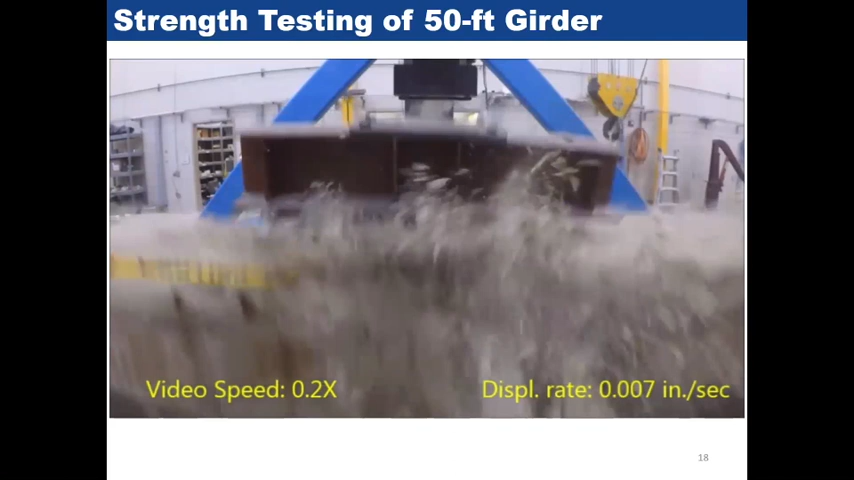 Strength Testing of 50-ft Girder
Video Speed: 0.2X
Displ. rate: 0.007 in./sec
18